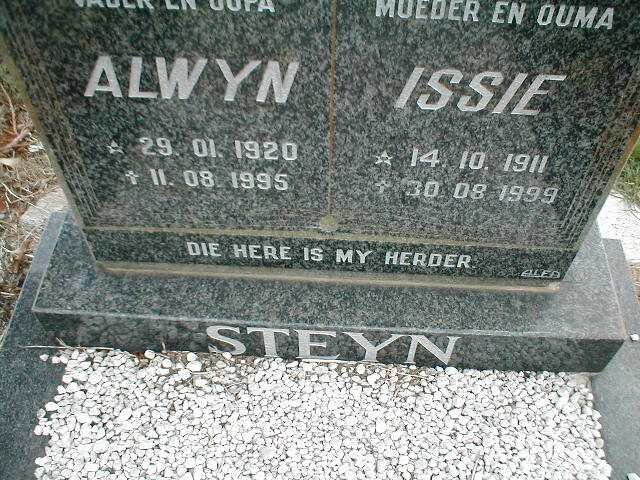 VADER EN OUPA
ALWYN
☆ 29. 01. 1920
† 11. 08. 1995
MOEDER EN OUMA
ISSIE
☆ 14. 10. 1911
† 30. 08. 1999
DIE HERE IS MY HERDER.
STEYN